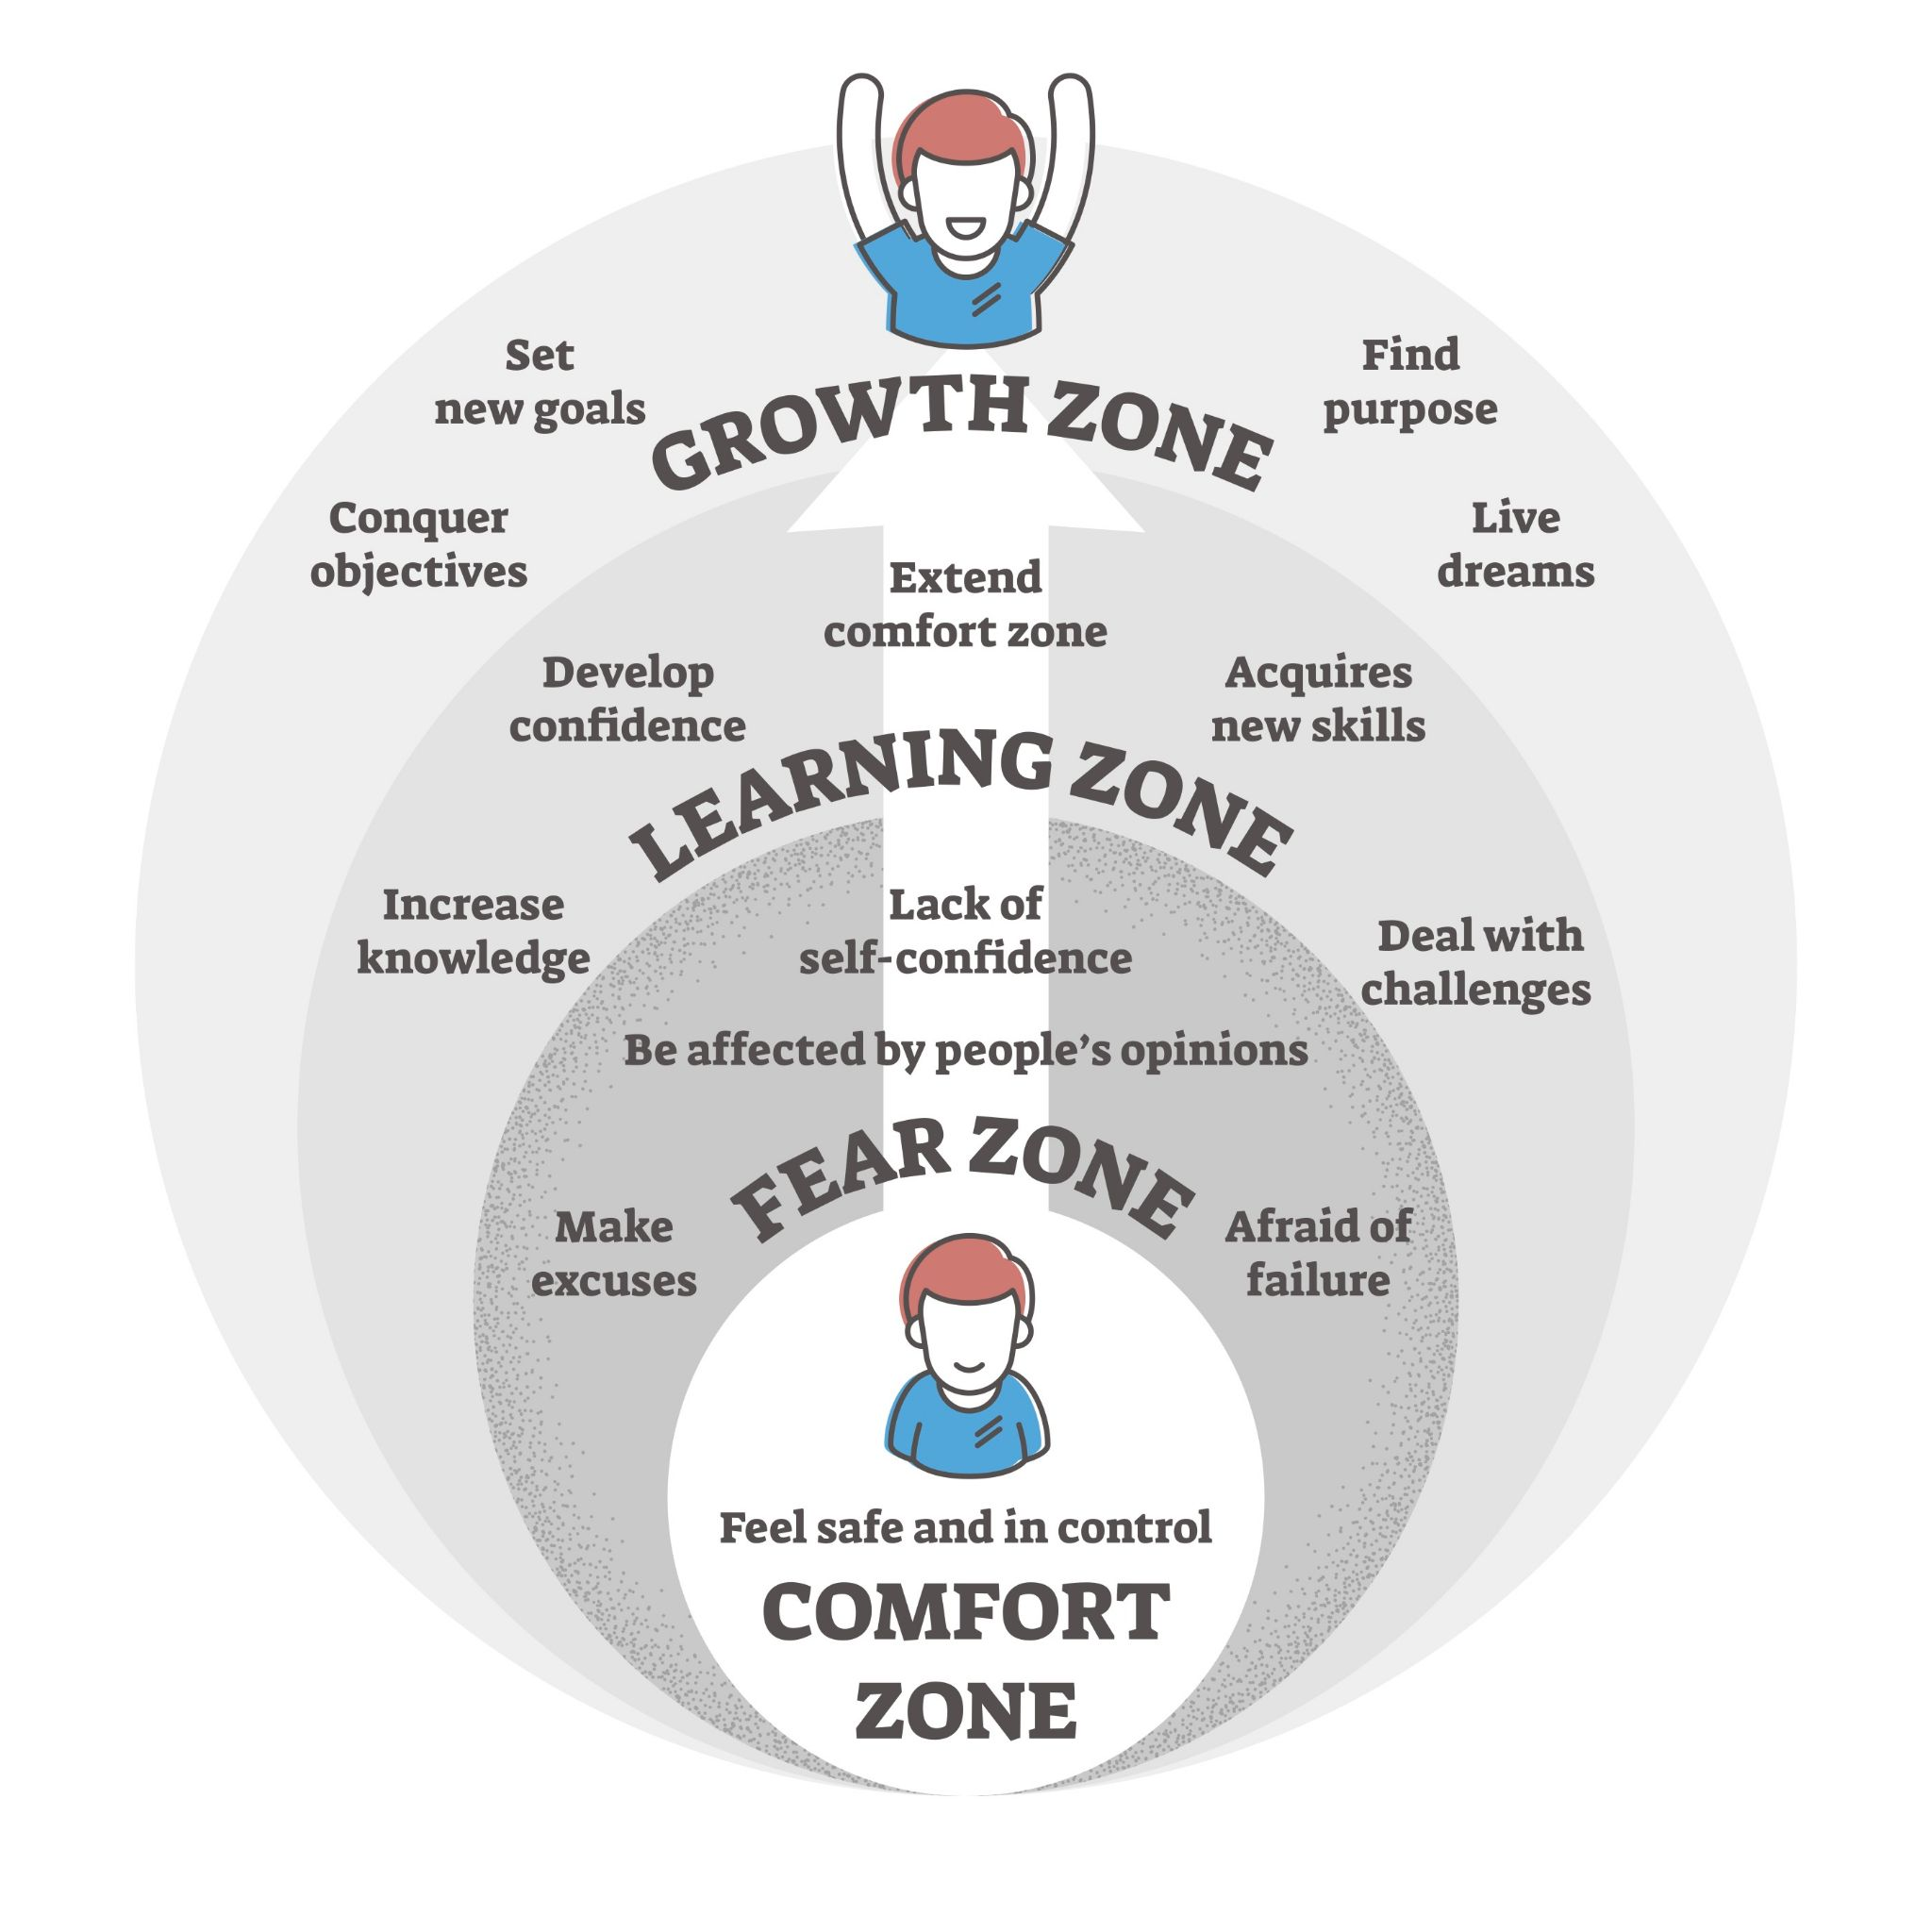 Set
new goals
Find
purpose
GROWTH ZONE
Conquer
objectives
Live
dreams
Extend
comfort zone
Develop
confidence
Acquires
new skills
LEARNING ZONE
Increase
knowledge
Lack of
self-confidence
Deal with
challenges
Be affected by people's opinions
FEAR ZONE
Make
excuses
Afraid of
failure
Feel safe and in control
COMFORT
ZONE